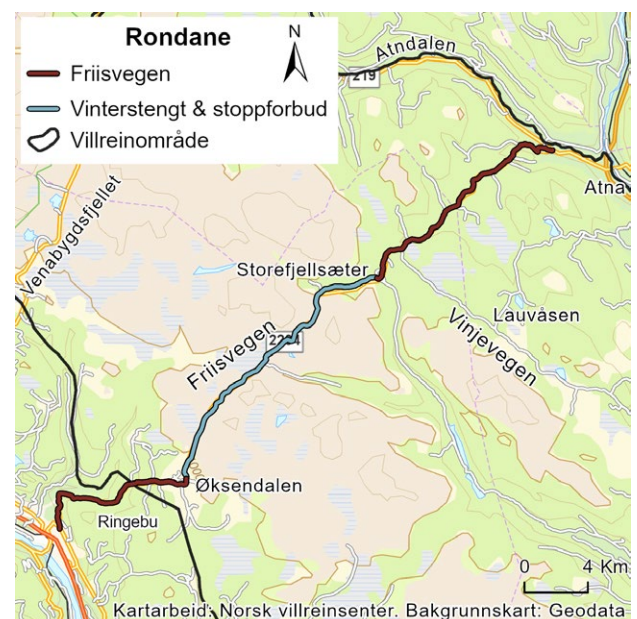 Rondane
N
Friisvegen
Vinterstengt & stoppforbud
Villreinområde
Atndalen
219
Atna
Venabygdsfjellet
Storefjellsæter
Lauvåsen
Vinjevegen
Friisvegen
Øksendalen
Ringebu
0 4 Km
Kartarbeid: Norsk villreinsenter. Bakgrunnskart: Geodata